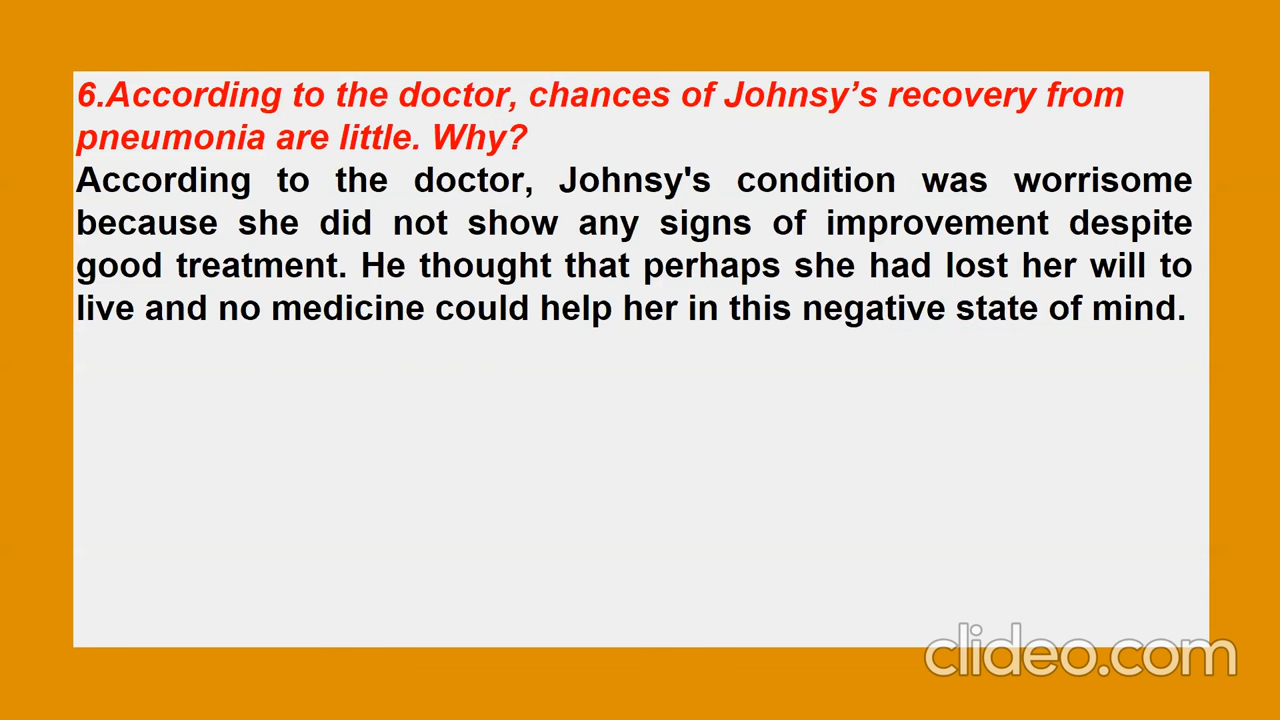 6.According to the doctor, chances of Johnsy’s recovery from
pneumonia are little. Why?
According to the doctor, Johnsy's condition was worrisome
because she did not show any signs of improvement despite
good treatment. He thought that perhaps she had lost her will to
live and no medicine could help her in this negative state of mind.
clideo.com